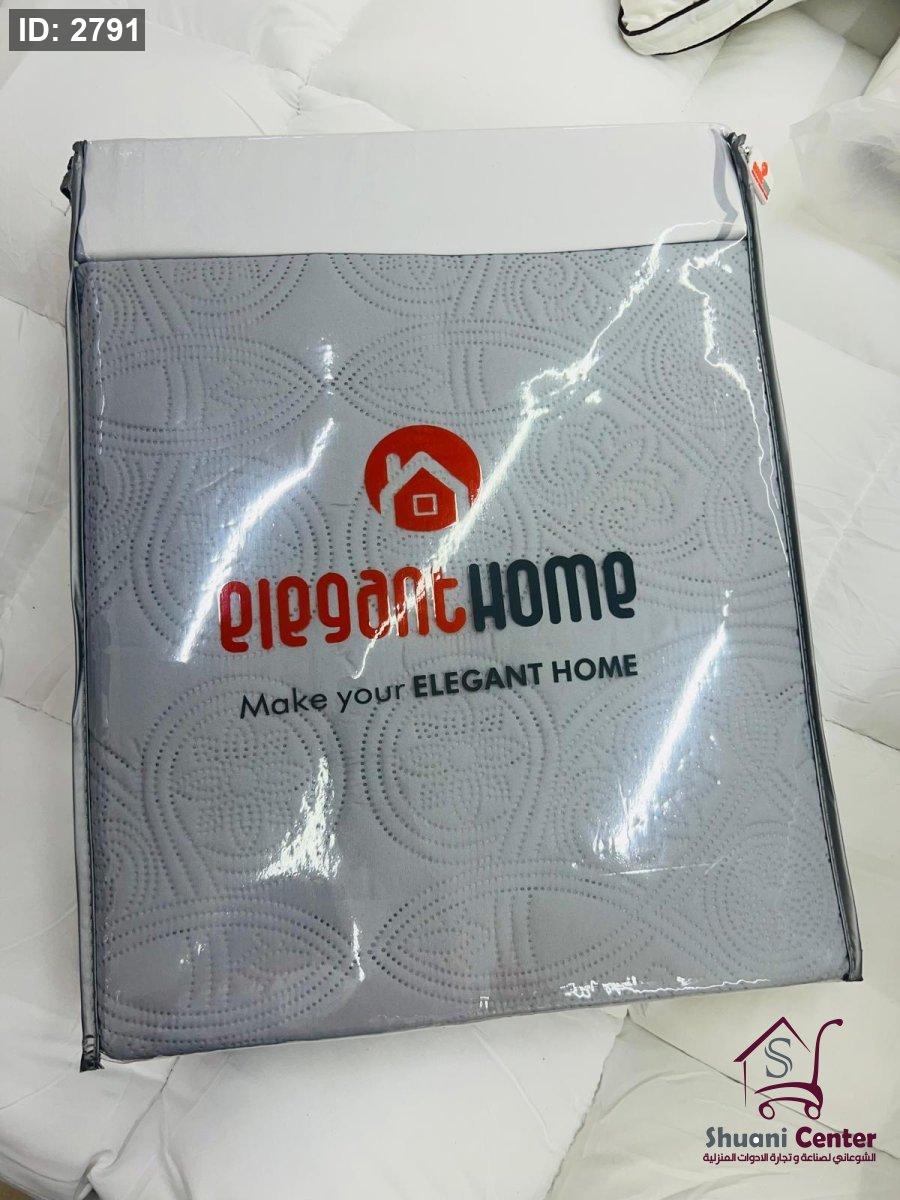 ID: 2791
elegantHome
Make your ELEGANT HOME
S
Shuani Center
الشوعاني لصناعة و تجارة الادوات المنزلية